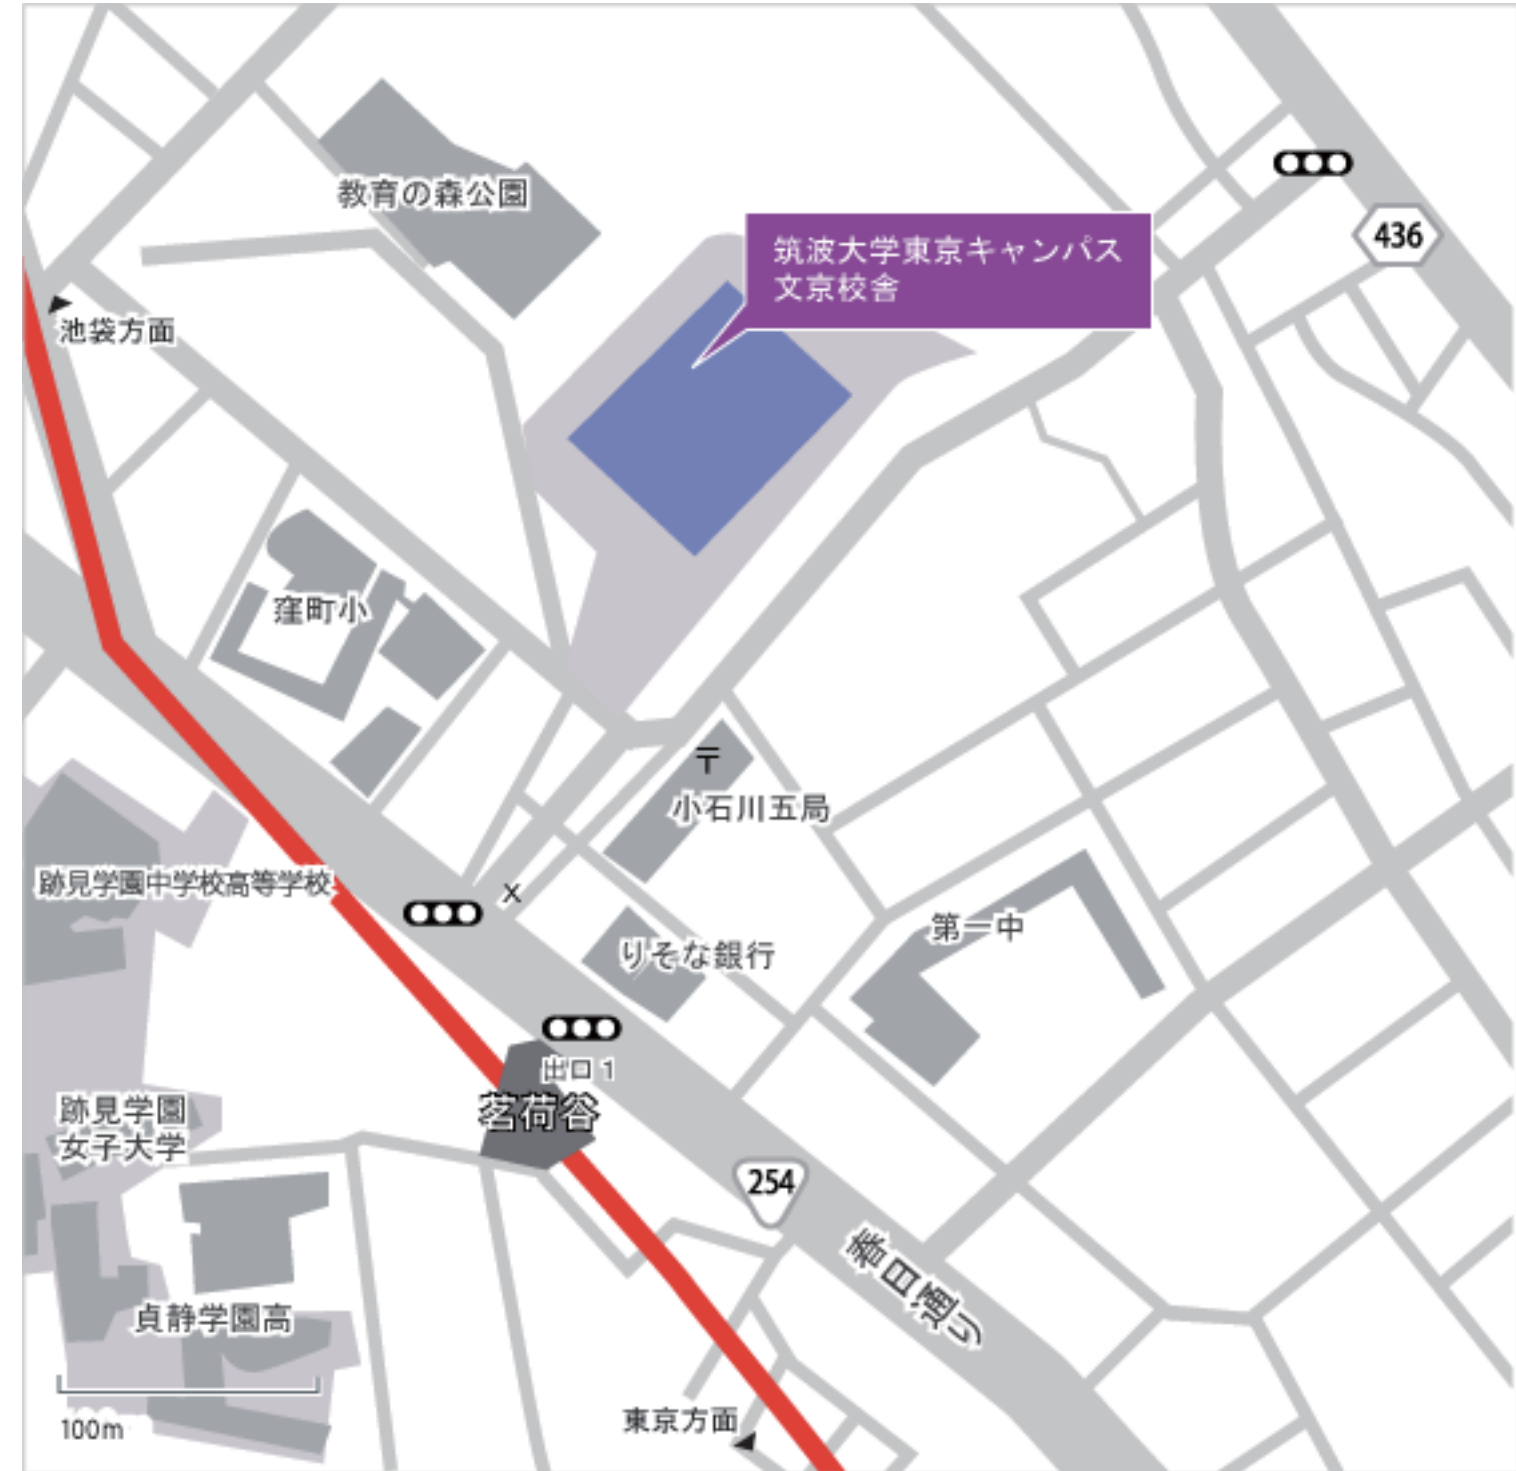 教育の森公園
筑波大学東京キャンパス
文京校舎
436
池袋方面
窪町小
〒
小石川五局
跡見学園中学校高等学校
X
第一中
りそな銀行
出口1
茗荷谷
跡見学園
女子大学
254
春日通り
貞静学園高
東京方面
100m